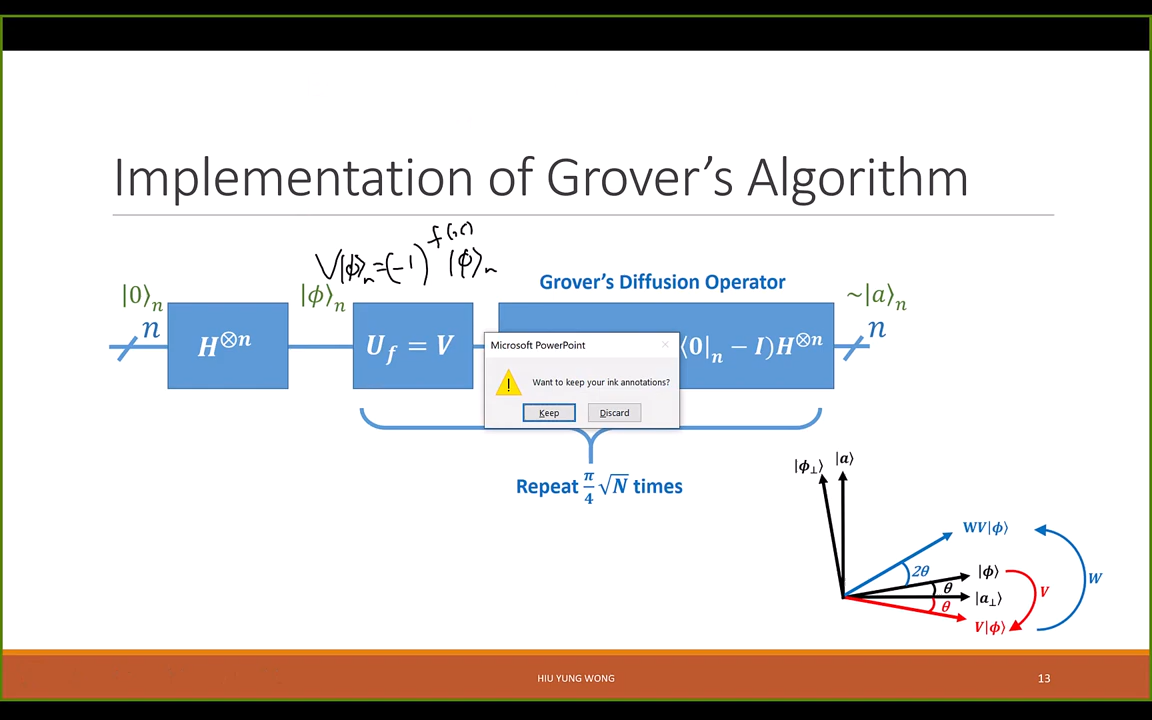 Implementation of Grover's Algorithm
V|ϕ⟩ₙ = (-1)^f(x) |ϕ⟩ₙ
Grover's Diffusion Operator
|0⟩ₙ
|ϕ⟩ₙ
~|a⟩ₙ
n
n
H^⊗n
U_f = V
⟨0|ₙ − I)H^⊗n
Microsoft PowerPoint
Want to keep your ink annotations?
Keep
Discard
Repeat π/4 √N times
|ϕ⊥⟩
|a⟩
WV|ϕ⟩
2θ
|ϕ⟩
θ
V
W
|a⊥⟩
θ
V|ϕ⟩
HIU YUNG WONG
13